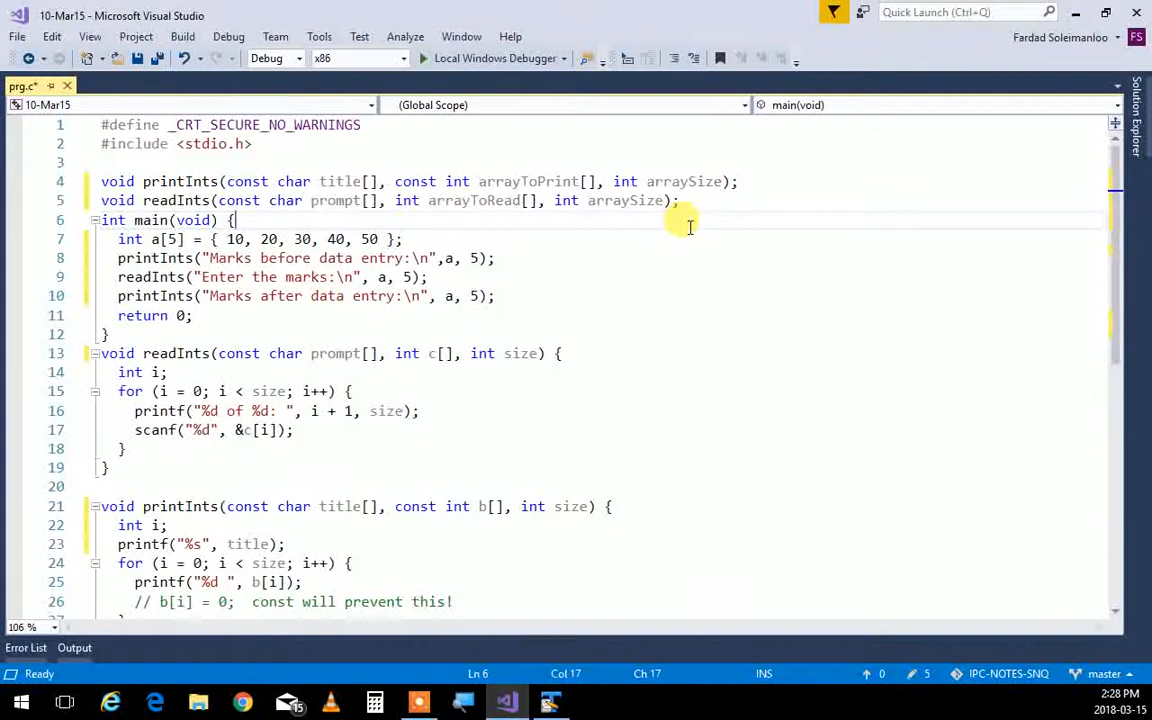 10-Mar15 - Microsoft Visual Studio
Quick Launch (Ctrl+Q)
File Edit View Project Build Debug Team Tools Test Analyze Window Help
Fardad Soleimanloo FS
Debug x86 Local Windows Debugger
prg.c*
10-Mar15 (Global Scope) main(void)
Solution Explorer
1 #define _CRT_SECURE_NO_WARNINGS
2 #include <stdio.h>
3
4 void printInts(const char title[], const int arrayToPrint[], int arraySize);
5 void readInts(const char prompt[], int arrayToRead[], int arraySize);
6 int main(void) {
7 int a[5] = { 10, 20, 30, 40, 50 };
8 printInts("Marks before data entry:\n",a, 5);
9 readInts("Enter the marks:\n", a, 5);
10 printInts("Marks after data entry:\n", a, 5);
11 return 0;
12 }
13 void readInts(const char prompt[], int c[], int size) {
14 int i;
15 for (i = 0; i < size; i++) {
16 printf("%d of %d: ", i + 1, size);
17 scanf("%d", &c[i]);
18 }
19 }
20
21 void printInts(const char title[], const int b[], int size) {
22 int i;
23 printf("%s", title);
24 for (i = 0; i < size; i++) {
25 printf("%d ", b[i]);
26 // b[i] = 0;  const will prevent this!
106 %
Error List Output
Ready Ln 6 Col 17 Ch 17 INS 0 5 IPC-NOTES-SNQ master
15
2:28 PM
2018-03-15